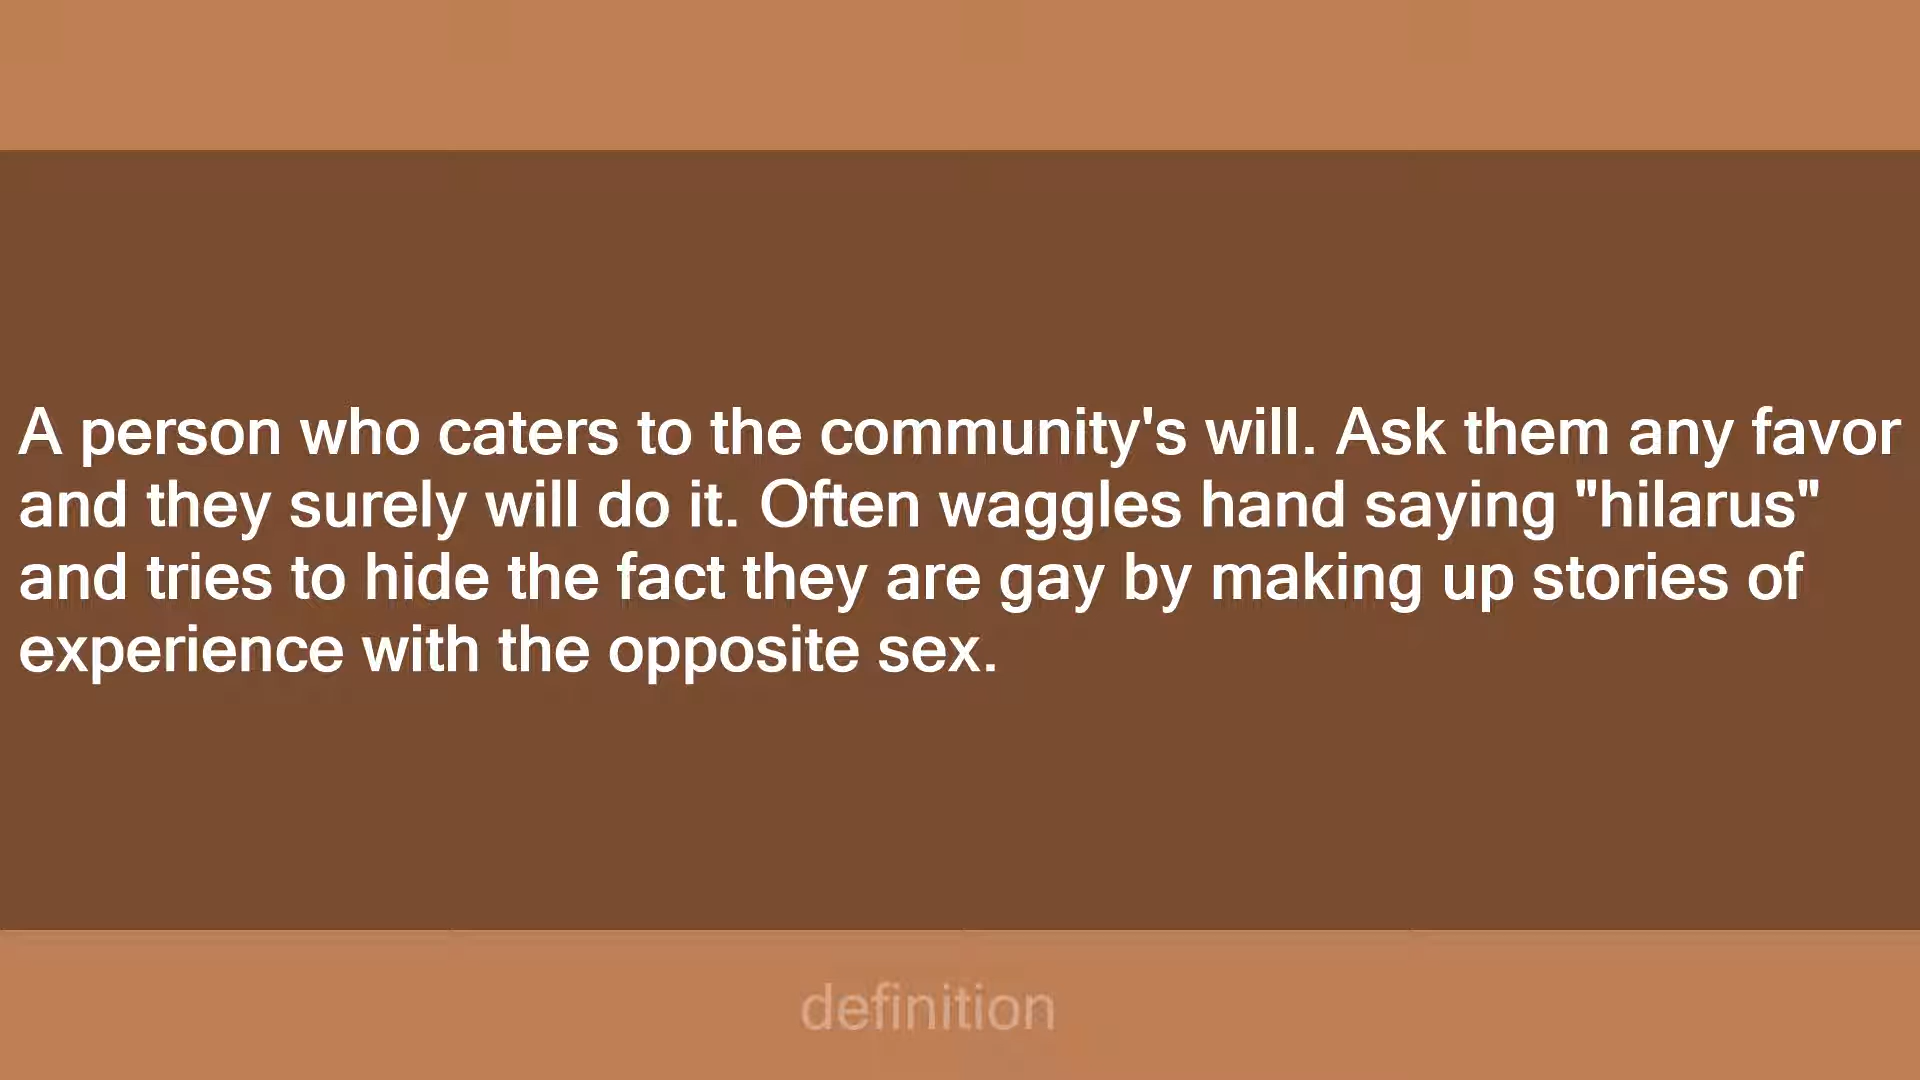 A person who caters to the community's will. Ask them any favor
and they surely will do it. Often waggles hand saying "hilarus"
and tries to hide the fact they are gay by making up stories of
experience with the opposite sex.
definition